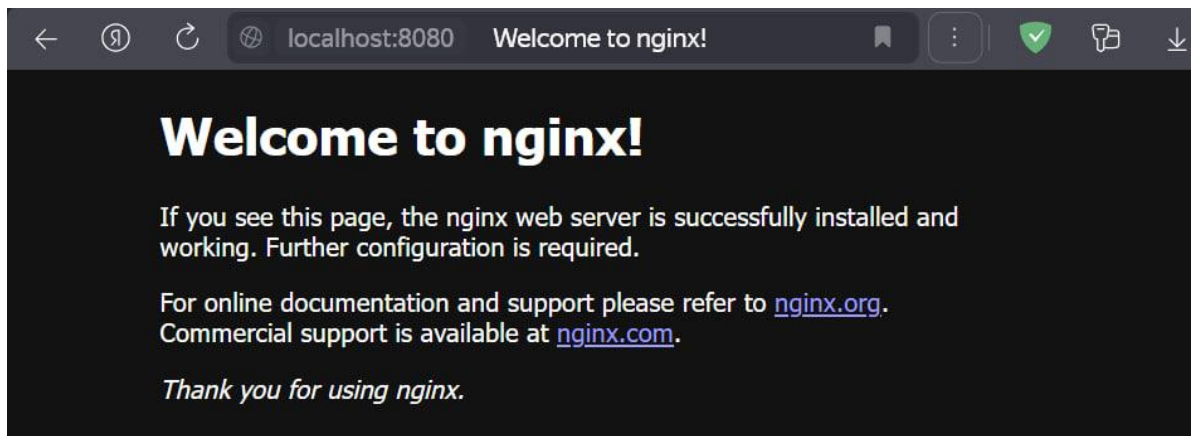 localhost:8080 Welcome to nginx!
Welcome to nginx!
If you see this page, the nginx web server is successfully installed and
working. Further configuration is required.
For online documentation and support please refer to nginx.org.
Commercial support is available at nginx.com.
Thank you for using nginx.